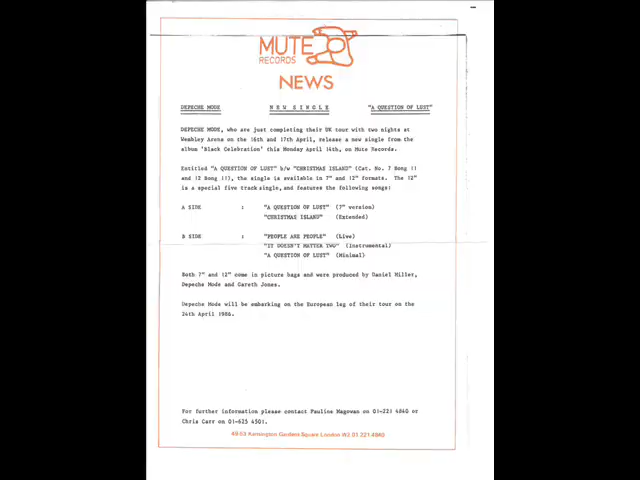 MUTE
RECORDS
NEWS
DEPECHE MODE NEW SINGLE "A QUESTION OF LUST"
DEPECHE MODE, who are just completing their UK tour with two nights at
Wembley Arena on the 16th and 17th April, release a new single from the
album 'Black Celebration' this Monday April 14th, on Mute Records.
Entitled "A QUESTION OF LUST" b/w "CHRISTMAS ISLAND" (Cat. No. 7 Bong 11
and 12 Bong 11), the single is available in 7" and 12" formats. The 12"
is a special five track single, and features the following songs:
A SIDE : "A QUESTION OF LUST" (7" version)
"CHRISTMAS ISLAND" (Extended)
B SIDE : "PEOPLE ARE PEOPLE" (Live)
"IT DOESN'T MATTER TWO" (Instrumental)
"A QUESTION OF LUST" (Minimal)
Both 7" and 12" come in picture bags and were produced by Daniel Miller,
Depeche Mode and Gareth Jones.
Depeche Mode will be embarking on the European leg of their tour on the
24th April 1986.
For further information please contact Pauline Magowan on 01-221 4840 or
Chris Carr on 01-625 4501.
49-53 Kensington Gardens Square London W2 01 221 4840